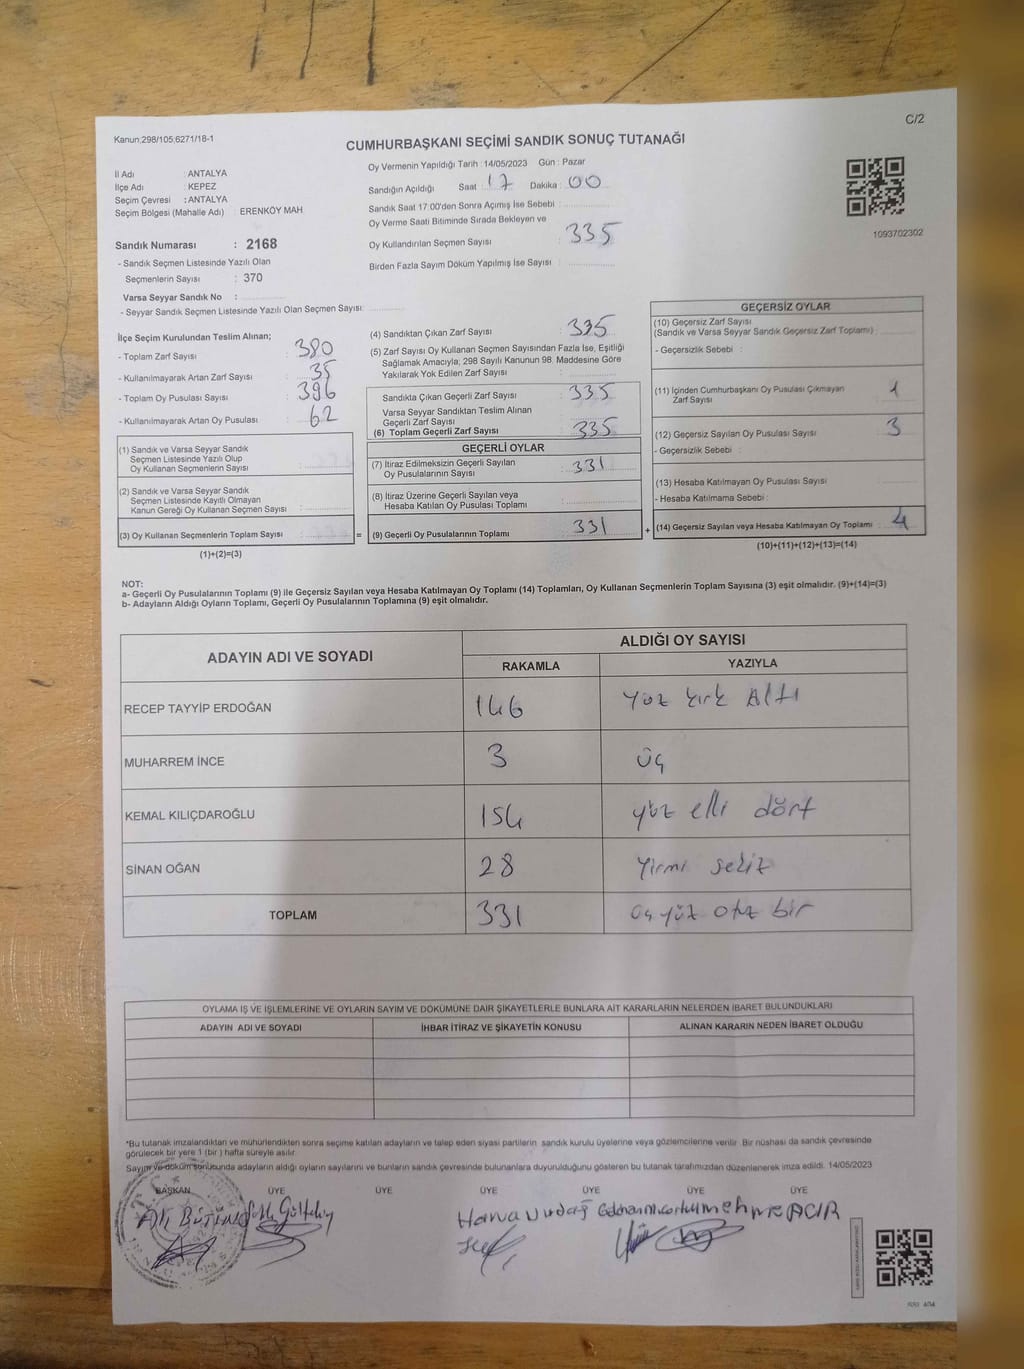 C/2
Kanun;298/105;6271/18-1
CUMHURBAŞKANI SEÇİMİ SANDIK SONUÇ TUTANAĞI
İl Adı : ANTALYA
İlçe Adı : KEPEZ
Seçim Çevresi : ANTALYA
Seçim Bölgesi (Mahalle Adı) : ERENKÖY MAH
Sandık Numarası : 2168
- Sandık Seçmen Listesinde Yazılı Olan
Seçmenlerin Sayısı : 370
Varsa Seyyar Sandık No :
- Seyyar Sandık Seçmen Listesinde Yazılı Olan Seçmen Sayısı:
Oy Vermenin Yapıldığı Tarih : 14/05/2023 Gün : Pazar
Sandığın Açıldığı Saat : 17 Dakika : 00
Sandık Saat 17:00'den Sonra Açımış İse Sebebi :
Oy Verme Saati Bitiminde Sırada Bekleyen ve
Oy Kullandırılan Seçmen Sayısı : 335
Birden Fazla Sayım Döküm Yapılmış İse Sayısı :
1093702302
İlçe Seçim Kurulundan Teslim Alınan;
- Toplam Zarf Sayısı : 380
- Kullanılmayarak Artan Zarf Sayısı : 35
- Toplam Oy Pusulası Sayısı : 396
- Kullanılmayarak Artan Oy Pusulası : 62
(1) Sandık ve Varsa Seyyar Sandık
Seçmen Listesinde Yazılı Olup
Oy Kullanan Seçmenlerin Sayısı :
(2) Sandık ve Varsa Seyyar Sandık
Seçmen Listesinde Kayıtlı Olmayan
Kanun Gereği Oy Kullanan Seçmen Sayısı :
(3) Oy Kullanan Seçmenlerin Toplam Sayısı :
(1)+(2)=(3)
(4) Sandıktan Çıkan Zarf Sayısı : 335
(5) Zarf Sayısı Oy Kullanan Seçmen Sayısından Fazla İse, Eşitliği
Sağlamak Amacıyla; 298 Sayılı Kanunun 98. Maddesine Göre
Yakılarak Yok Edilen Zarf Sayısı :
Sandıkta Çıkan Geçerli Zarf Sayısı : 335
Varsa Seyyar Sandıktan Teslim Alınan
Geçerli Zarf Sayısı :
(6) Toplam Geçerli Zarf Sayısı : 335
GEÇERLİ OYLAR
(7) İtiraz Edilmeksizin Geçerli Sayılan
Oy Pusulalarının Sayısı : 331
(8) İtiraz Üzerine Geçerli Sayılan veya
Hesaba Katılan Oy Pusulası Toplamı :
= (9) Geçerli Oy Pusulalarının Toplamı : 331
GEÇERSİZ OYLAR
(10) Geçersiz Zarf Sayısı
(Sandık ve Varsa Seyyar Sandık Geçersiz Zarf Toplamı) :
- Geçersizlik Sebebi :
(11) İçinden Cumhurbaşkanı Oy Pusulası Çıkmayan
Zarf Sayısı : 1
(12) Geçersiz Sayılan Oy Pusulası Sayısı : 3
- Geçersizlik Sebebi :
(13) Hesaba Katılmayan Oy Pusulası Sayısı :
- Hesaba Katılmama Sebebi :
+ (14) Geçersiz Sayılan veya Hesaba Katılmayan Oy Toplamı : 4
(10)+(11)+(12)+(13)=(14)
NOT:
a- Geçerli Oy Pusulalarının Toplamı (9) ile Geçersiz Sayılan veya Hesaba Katılmayan Oy Toplamı (14) Toplamları, Oy Kullanan Seçmenlerin Toplam Sayısına (3) eşit olmalıdır. (9)+(14)=(3)
b- Adayların Aldığı Oyların Toplamı, Geçerli Oy Pusulalarının Toplamına (9) eşit olmalıdır.
ADAYIN ADI VE SOYADI ALDIĞI OY SAYISI
RAKAMLA YAZIYLA
RECEP TAYYİP ERDOĞAN 146 yüz kırk Altı
MUHARREM İNCE 3 üç
KEMAL KILIÇDAROĞLU 154 yüz elli dört
SİNAN OĞAN 28 yirmi sekiz
TOPLAM 331 üç yüz otuz bir
OYLAMA İŞ VE İŞLEMLERİNE VE OYLARIN SAYIM VE DÖKÜMÜNE DAİR ŞİKAYETLERLE BUNLARA AİT KARARLARIN NELERDEN İBARET BULUNDUKLARI
ADAYIN ADI VE SOYADI İHBAR İTİRAZ VE ŞİKAYETİN KONUSU ALINAN KARARIN NEDEN İBARET OLDUĞU
*Bu tutanak imzalandıktan ve mühürlendikten sonra seçime katılan adayların ve talep eden siyasi partilerin sandık kurulu üyelerine veya gözlemcilerine verilir. Bir nüshası da sandık çevresinde
görülecek bir yere 1 (bir) hafta süreyle asılır.
Sayım ve döküm sonucunda adayların aldığı oyların sayılarını ve bunların sandık çevresinde bulunanlara duyurulduğunu gösteren bu tutanak tarafımızdan düzenlenerek imza edildi. 14/05/2023
BAŞKAN ÜYE ÜYE ÜYE ÜYE ÜYE ÜYE
Hava mehmet ACAR